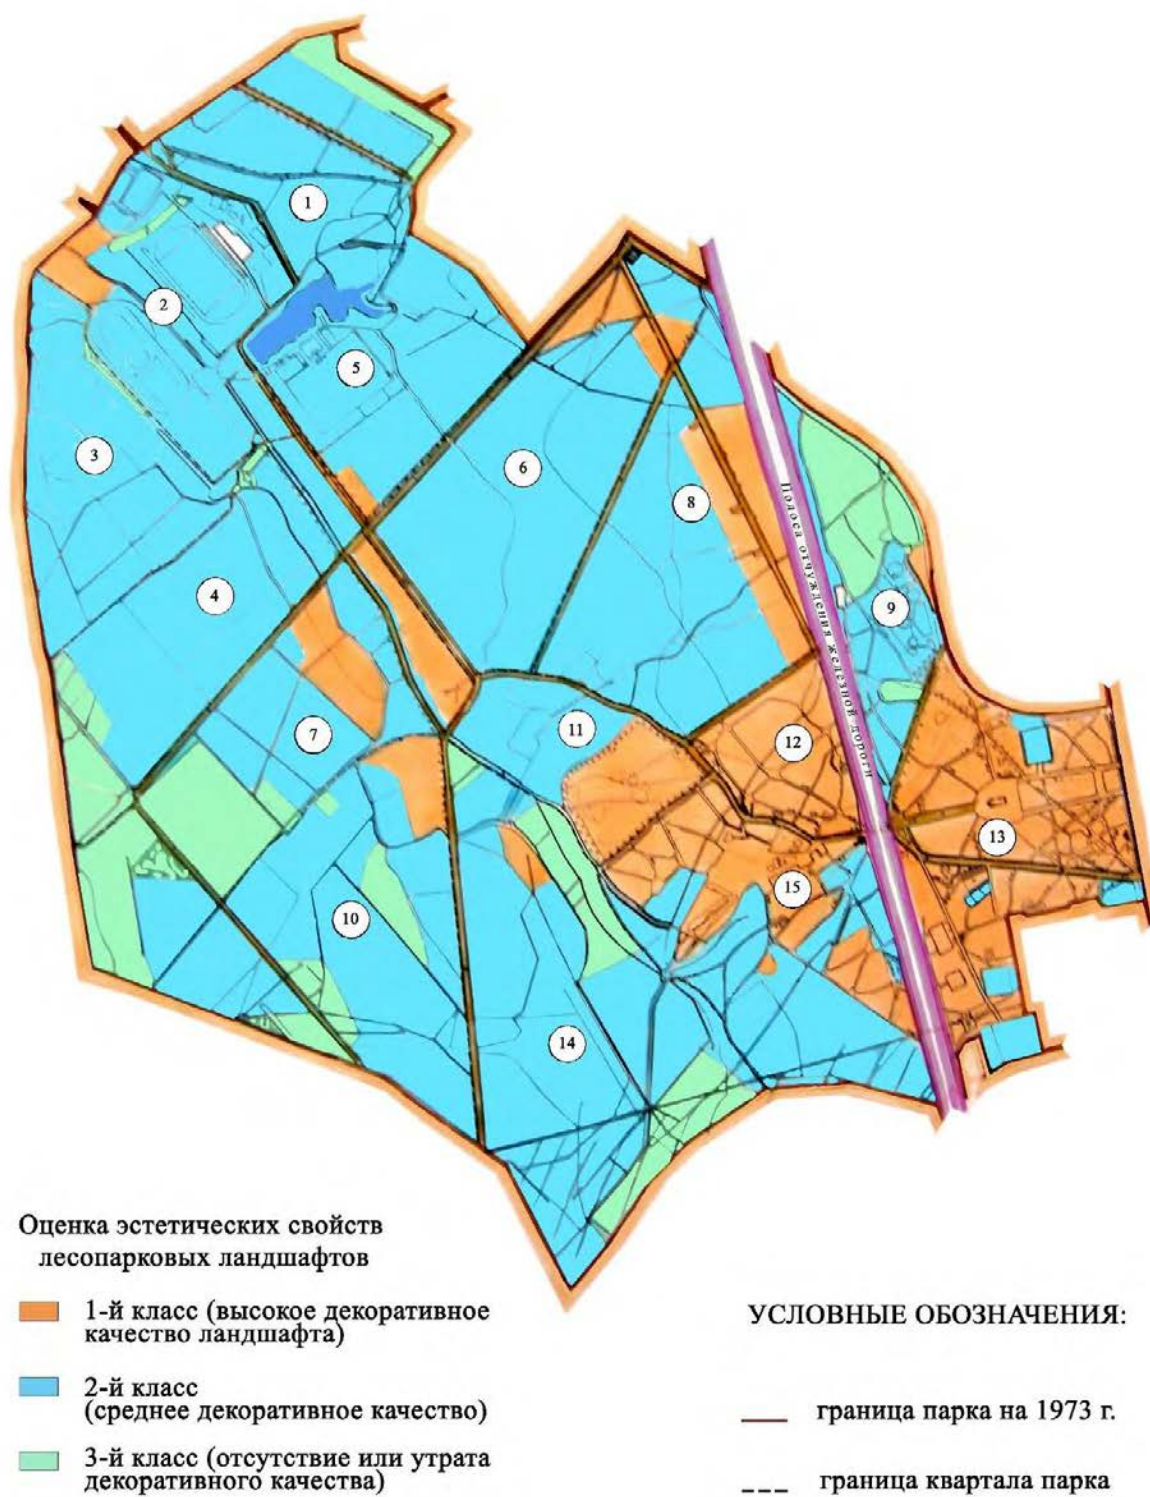 1
2
3
4
5
6
7
8
9
10
11
12
13
14
15
Полоса отчуждения железной дороги
Оценка эстетических свойств
лесопарковых ландшафтов
1-й класс (высокое декоративное
качество ландшафта)
2-й класс
(среднее декоративное качество)
3-й класс (отсутствие или утрата
декоративного качества)
УСЛОВНЫЕ ОБОЗНАЧЕНИЯ:
граница парка на 1973 г.
граница квартала парка